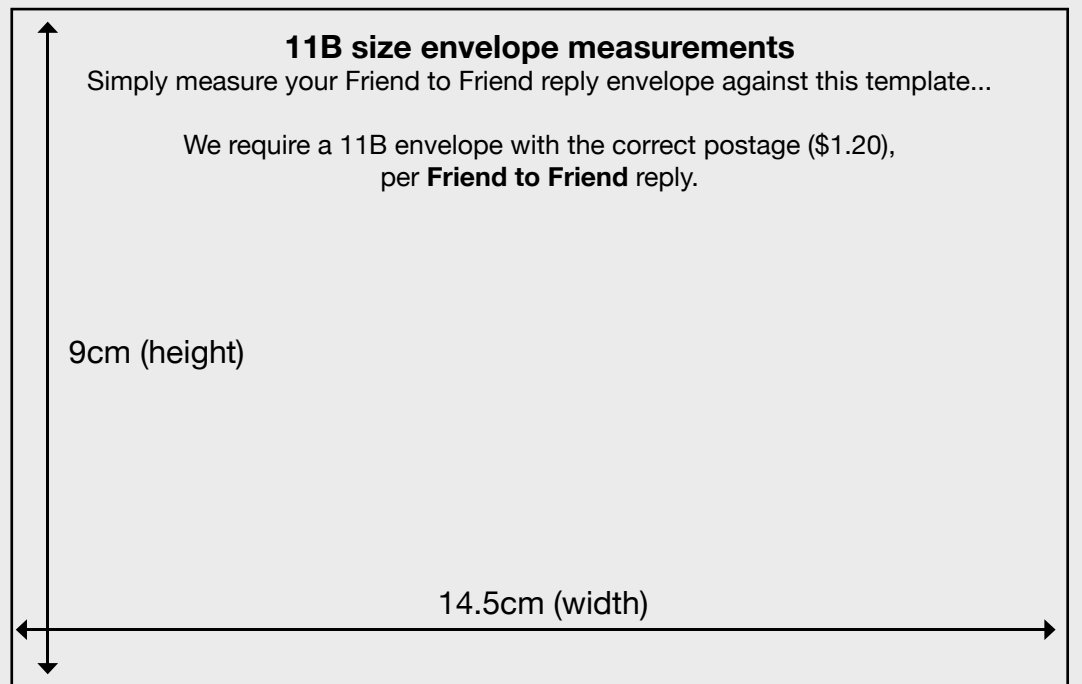 11B size envelope measurements
Simply measure your Friend to Friend reply envelope against this template...
We require a 11B envelope with the correct postage ($1.20),
per Friend to Friend reply.
9cm (height)
14.5cm (width)